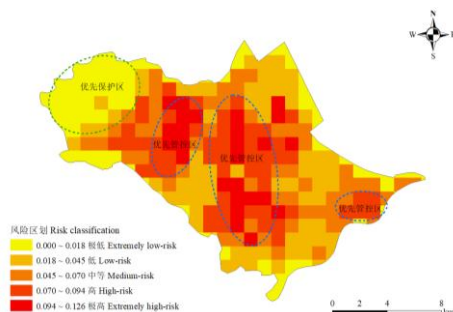 N
W
E
S
优先保护区
优先管控区
优先管控区
优先管控区
风险区划 Risk classification
0.000 ~ 0.018 极低 Extremely low-risk
0.018 ~ 0.045 低 Low-risk
0.045 ~ 0.070 中等 Medium-risk
0.070 ~ 0.094 高 High-risk
0.094 ~ 0.126 极高 Extremely high-risk
0 2 4 8